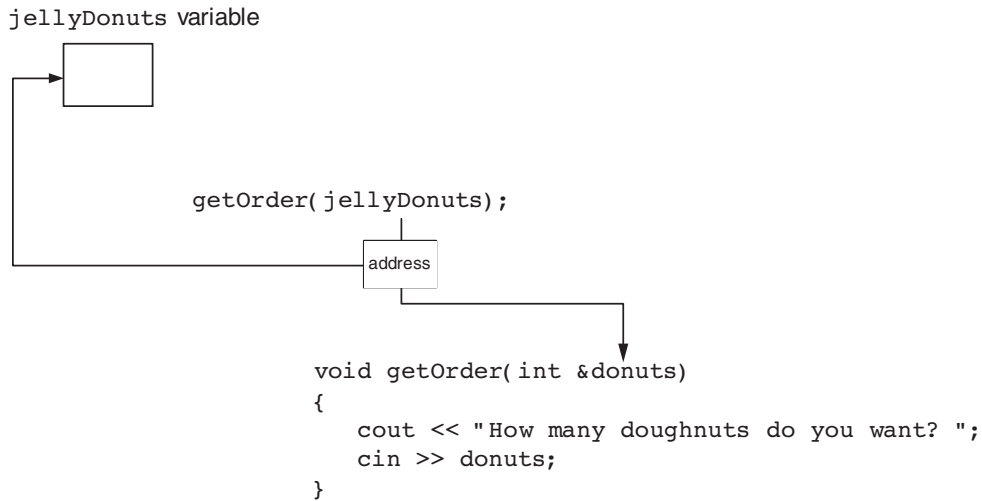 jellyDonuts variable
getOrder(jellyDonuts);
address
void getOrder(int &donuts)
{
cout << "How many doughnuts do you want? ";
cin >> donuts;
}